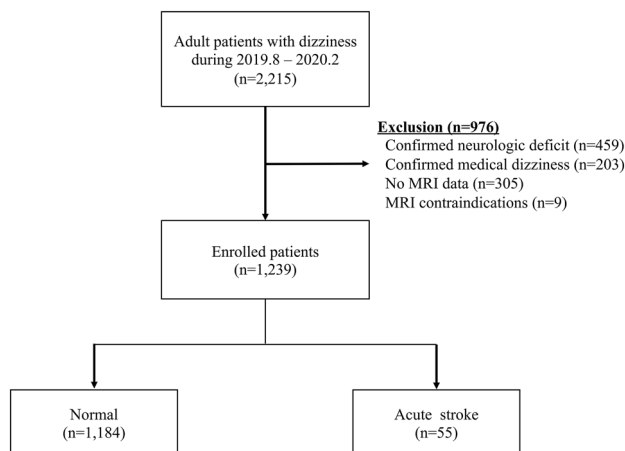 Adult patients with dizziness
during 2019.8 – 2020.2
(n=2,215)
Exclusion (n=976)
Confirmed neurologic deficit (n=459)
Confirmed medical dizziness (n=203)
No MRI data (n=305)
MRI contraindications (n=9)
Enrolled patients
(n=1,239)
Normal
(n=1,184)
Acute stroke
(n=55)